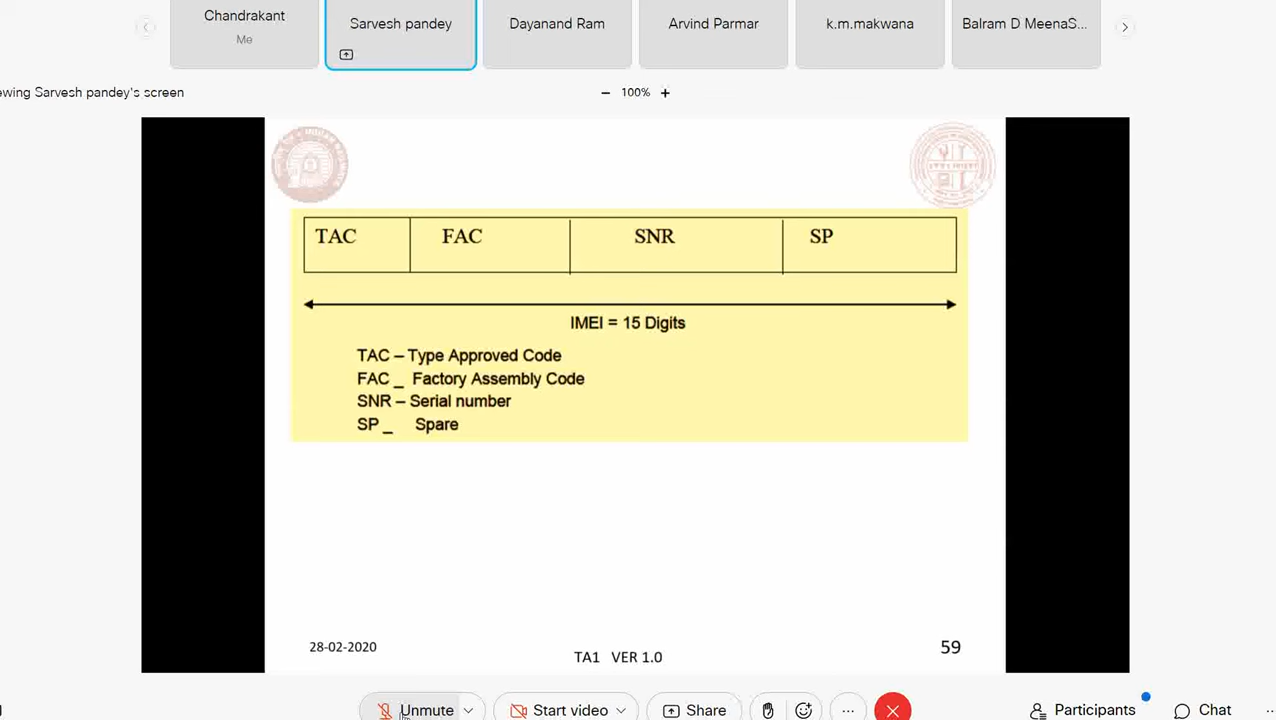 Chandrakant
Me
Sarvesh pandey
Dayanand Ram
Arvind Parmar
k.m.makwana
Balram D MeenaS...
ewing Sarvesh pandey's screen
100%
TAC FAC SNR SP
IMEI = 15 Digits
TAC – Type Approved Code
FAC _ Factory Assembly Code
SNR – Serial number
SP _ Spare
28-02-2020
TA1 VER 1.0
59
Unmute
Start video
Share
Participants
Chat